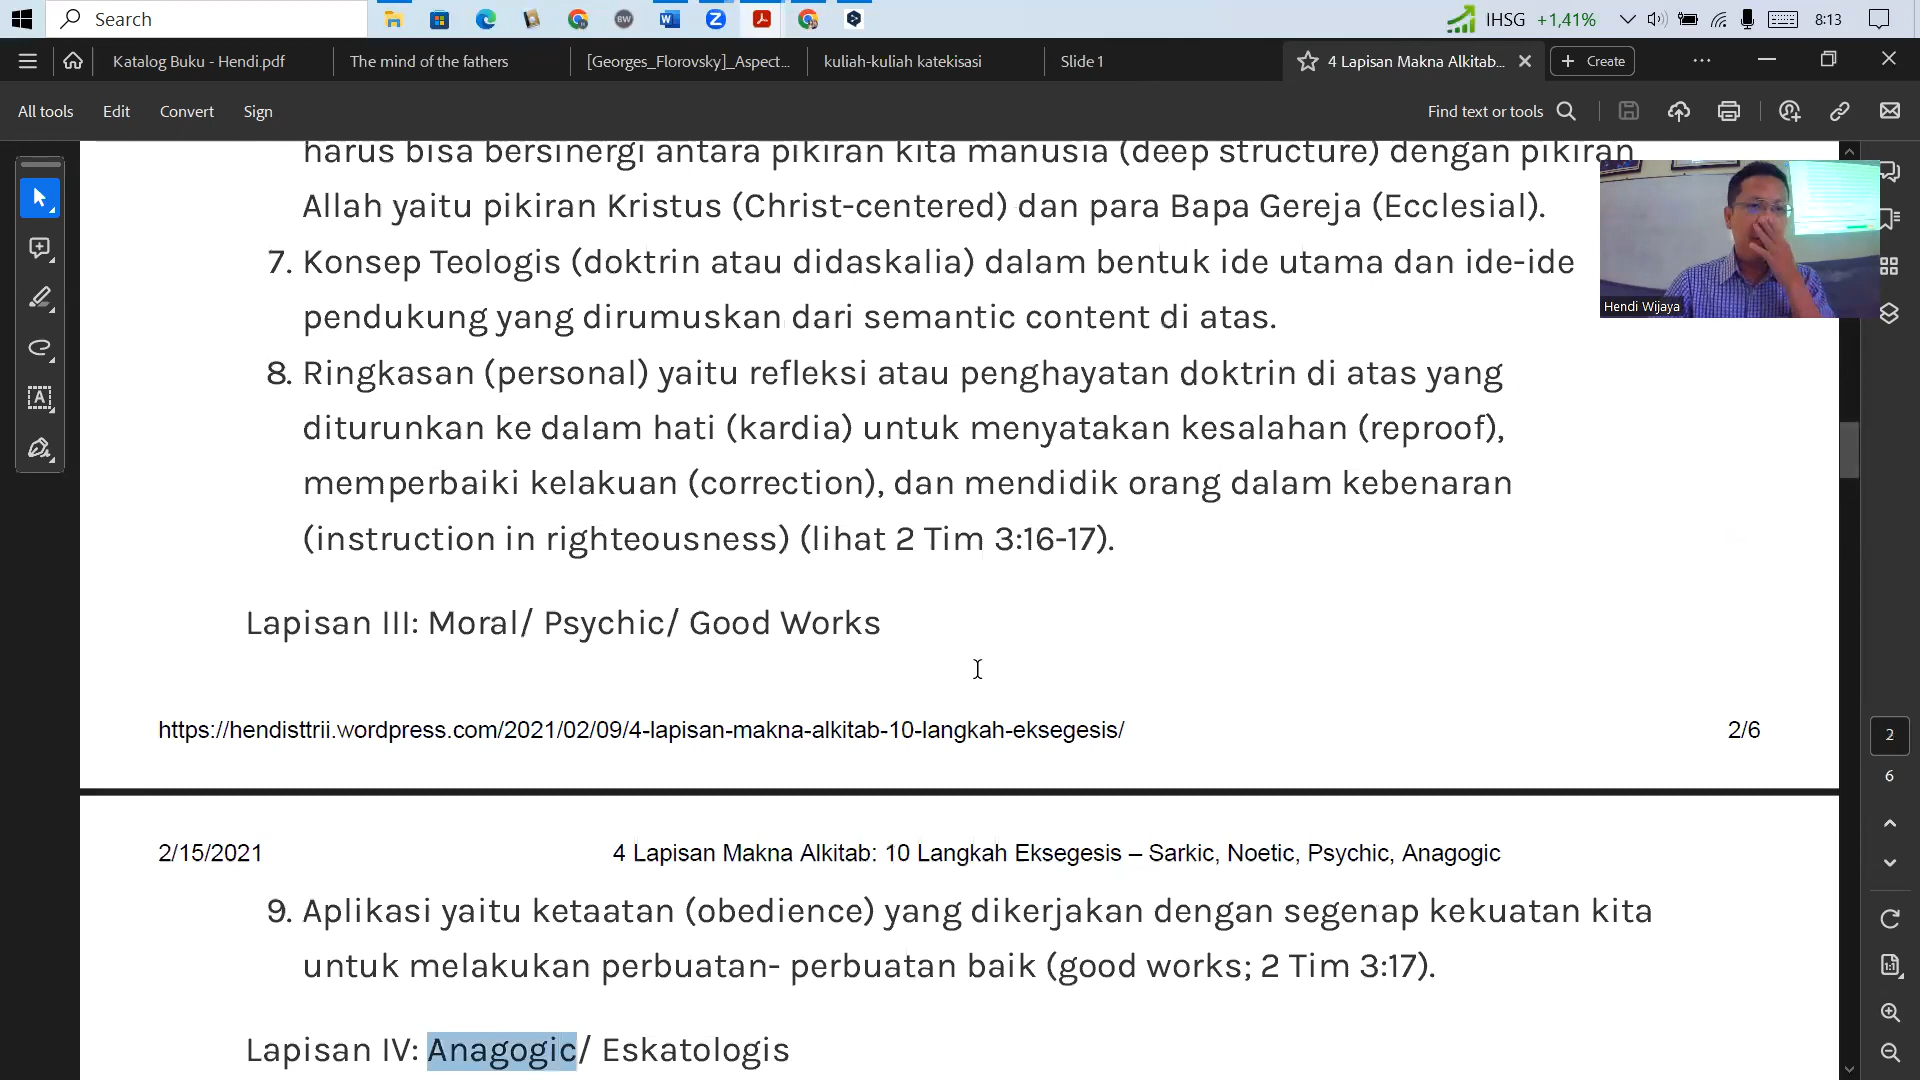 Search
IHSG +1,41%
8:13
BW
Katalog Buku - Hendi.pdf
The mind of the fathers
[Georges_Florovsky]_Aspect...
kuliah-kuliah katekisasi
Slide 1
4 Lapisan Makna Alkitab...
Create
All tools
Edit
Convert
Sign
Find text or tools
harus bisa bersinergi antara pikiran kita manusia (deep structure) dengan pikiran
Allah yaitu pikiran Kristus (Christ-centered) dan para Bapa Gereja (Ecclesial).
7. Konsep Teologis (doktrin atau didaskalia) dalam bentuk ide utama dan ide-ide
pendukung yang dirumuskan dari semantic content di atas.
8. Ringkasan (personal) yaitu refleksi atau penghayatan doktrin di atas yang
diturunkan ke dalam hati (kardia) untuk menyatakan kesalahan (reproof),
memperbaiki kelakuan (correction), dan mendidik orang dalam kebenaran
(instruction in righteousness) (lihat 2 Tim 3:16-17).
Lapisan III: Moral/ Psychic/ Good Works
https://hendisttrii.wordpress.com/2021/02/09/4-lapisan-makna-alkitab-10-langkah-eksegesis/
2/6
2/15/2021
4 Lapisan Makna Alkitab: 10 Langkah Eksegesis – Sarkic, Noetic, Psychic, Anagogic
9. Aplikasi yaitu ketaatan (obedience) yang dikerjakan dengan segenap kekuatan kita
untuk melakukan perbuatan- perbuatan baik (good works; 2 Tim 3:17).
Lapisan IV: Anagogic/ Eskatologis
Hendi Wijaya
2
6
1:1